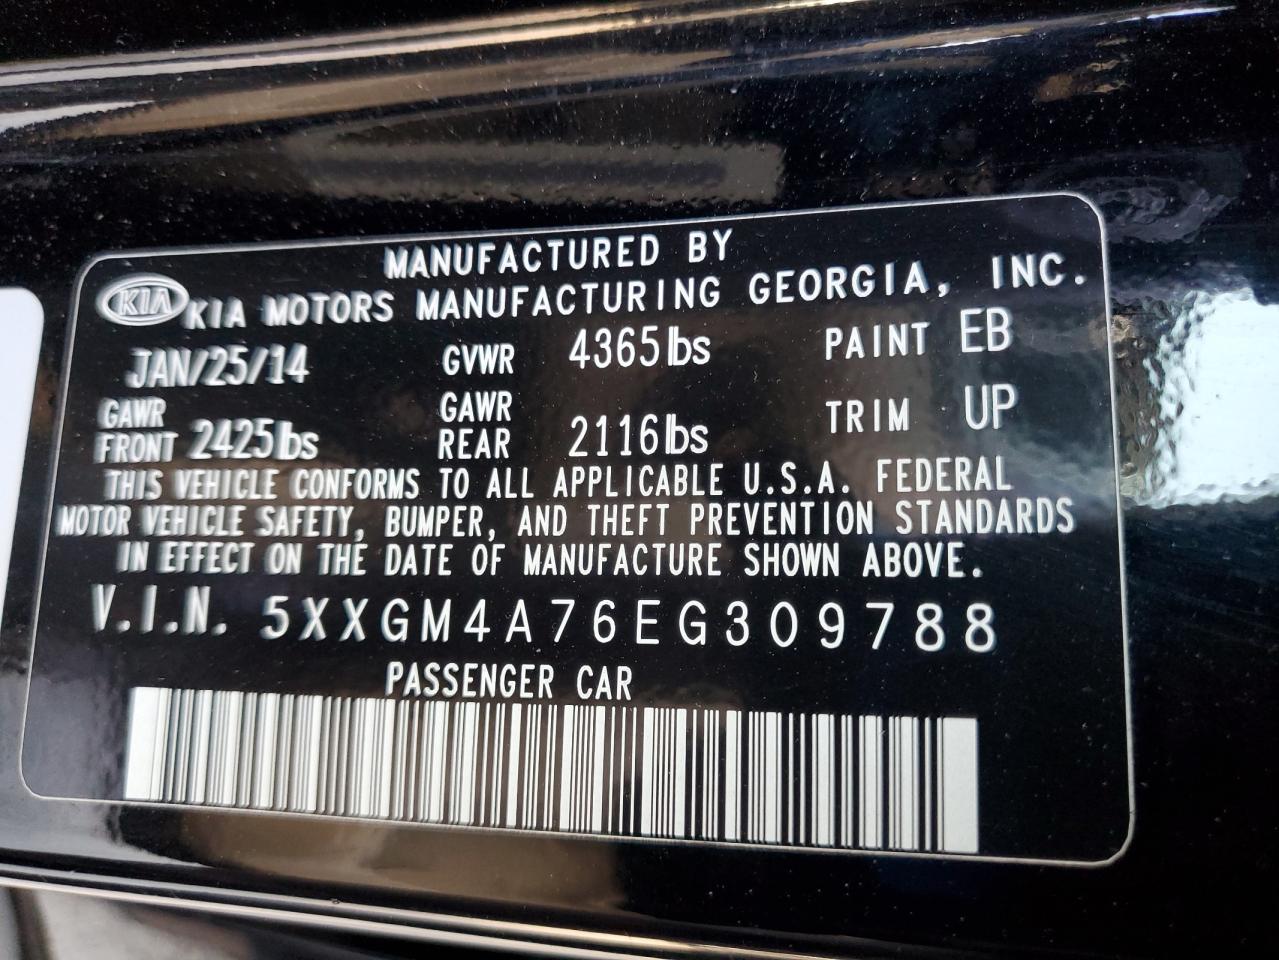 MANUFACTURED BY
KIA KIA MOTORS MANUFACTURING GEORGIA, INC.
JAN/25/14 GVWR 4365lbs PAINT EB
GAWR FRONT 2425lbs GAWR REAR 2116lbs TRIM UP
THIS VEHICLE CONFORMS TO ALL APPLICABLE U.S.A. FEDERAL
MOTOR VEHICLE SAFETY, BUMPER, AND THEFT PREVENTION STANDARDS
IN EFFECT ON THE DATE OF MANUFACTURE SHOWN ABOVE.
V.I.N. 5XXGM4A76EG309788
PASSENGER CAR